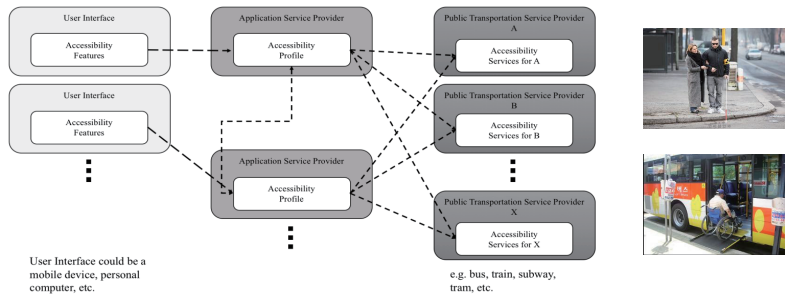 User Interface
Accessibility
Features
User Interface
Accessibility
Features
User Interface could be a
mobile device, personal
computer, etc.
Application Service Provider
Accessibility
Profile
Application Service Provider
Accessibility
Profile
Public Transportation Service Provider
A
Accessibility
Services for A
Public Transportation Service Provider
B
Accessibility
Services for B
Public Transportation Service Provider
X
Accessibility
Services for X
e.g. bus, train, subway,
tram, etc.